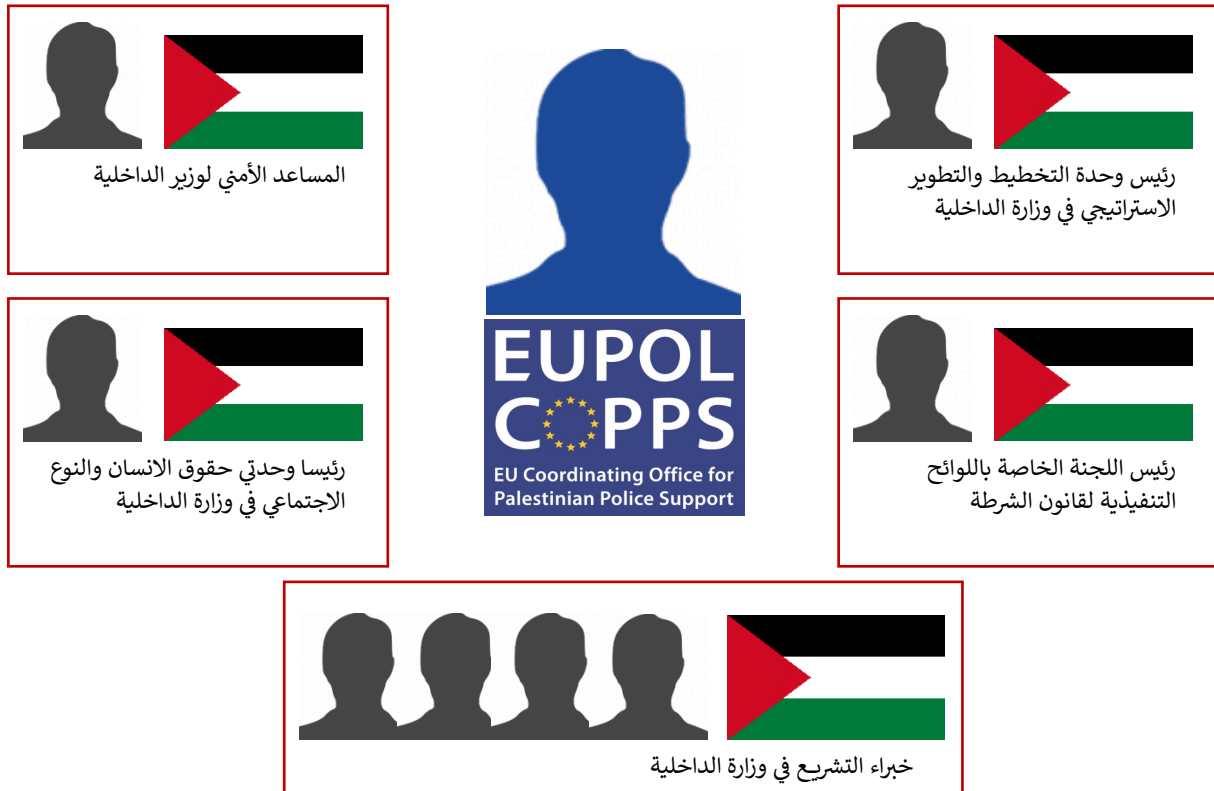 رئيس وحدة التخطيط والتطوير
الاستراتيجي في وزارة الداخلية
المساعد الأمني لوزير الداخلية
EUPOL
COPPS
EU Coordinating Office for
Palestinian Police Support
رئيس اللجنة الخاصة باللوائح
التنفيذية لقانون الشرطة
رئيسا وحدتي حقوق الانسان والنوع
الاجتماعي في وزارة الداخلية
خبراء التشريع في وزارة الداخلية